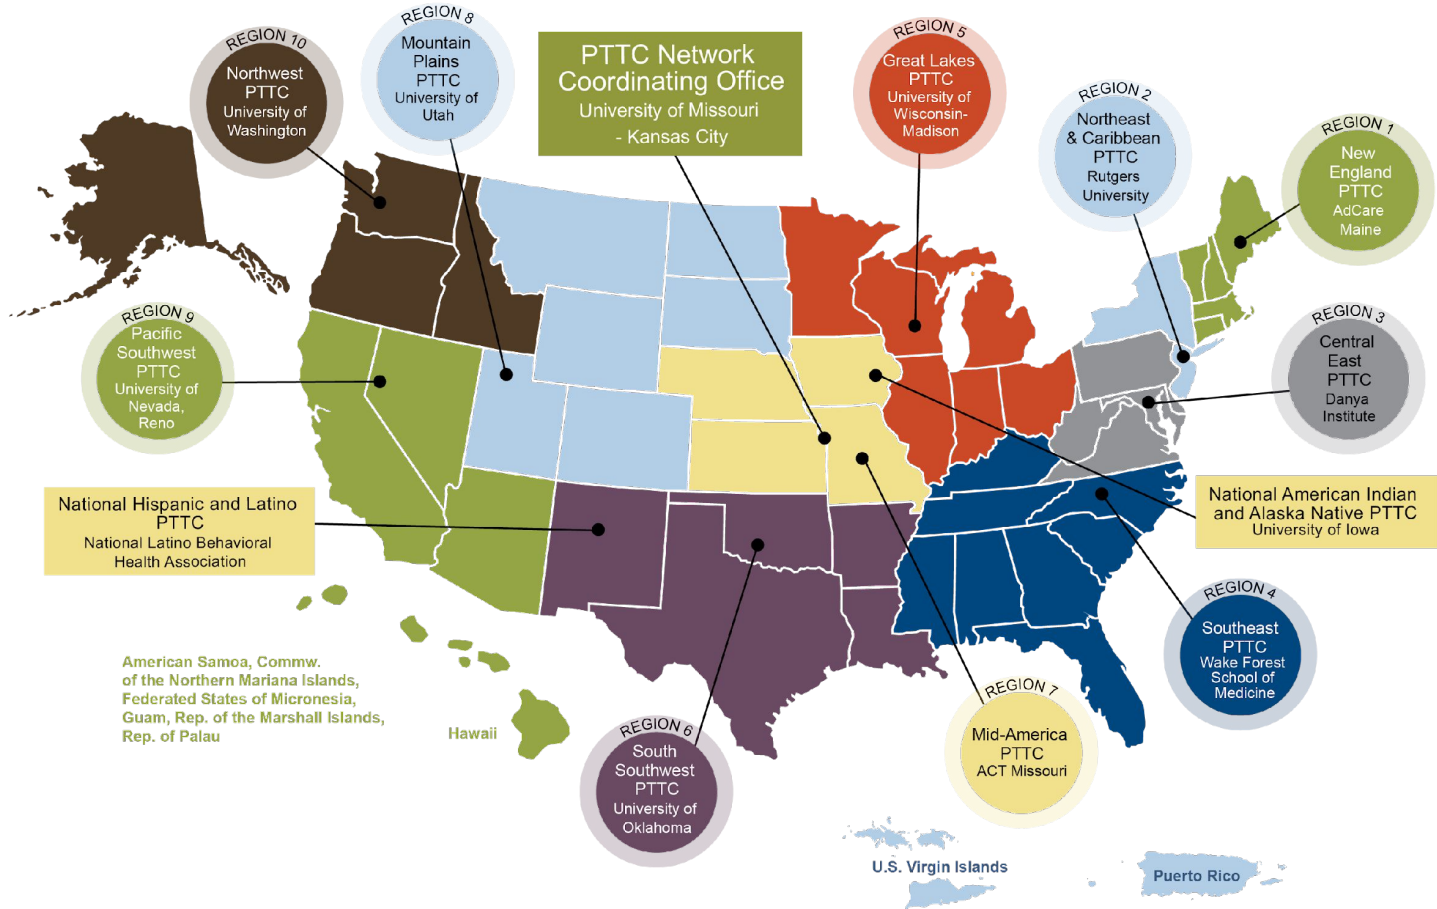 REGION 10
Northwest
PTTC
University of
Washington
REGION 8
Mountain
Plains
PTTC
University of
Utah
PTTC Network
Coordinating Office
University of Missouri
- Kansas City
REGION 5
Great Lakes
PTTC
University of
Wisconsin-
Madison
REGION 2
Northeast
& Caribbean
PTTC
Rutgers
University
REGION 1
New
England
PTTC
AdCare
Maine
REGION 9
Pacific
Southwest
PTTC
University of
Nevada,
Reno
REGION 3
Central
East
PTTC
Danya
Institute
National Hispanic and Latino
PTTC
National Latino Behavioral
Health Association
National American Indian
and Alaska Native PTTC
University of Iowa
REGION 4
Southeast
PTTC
Wake Forest
School of
Medicine
American Samoa, Commw.
of the Northern Mariana Islands,
Federated States of Micronesia,
Guam, Rep. of the Marshall Islands,
Rep. of Palau
Hawaii
REGION 6
South
Southwest
PTTC
University of
Oklahoma
REGION 7
Mid-America
PTTC
ACT Missouri
U.S. Virgin Islands
Puerto Rico